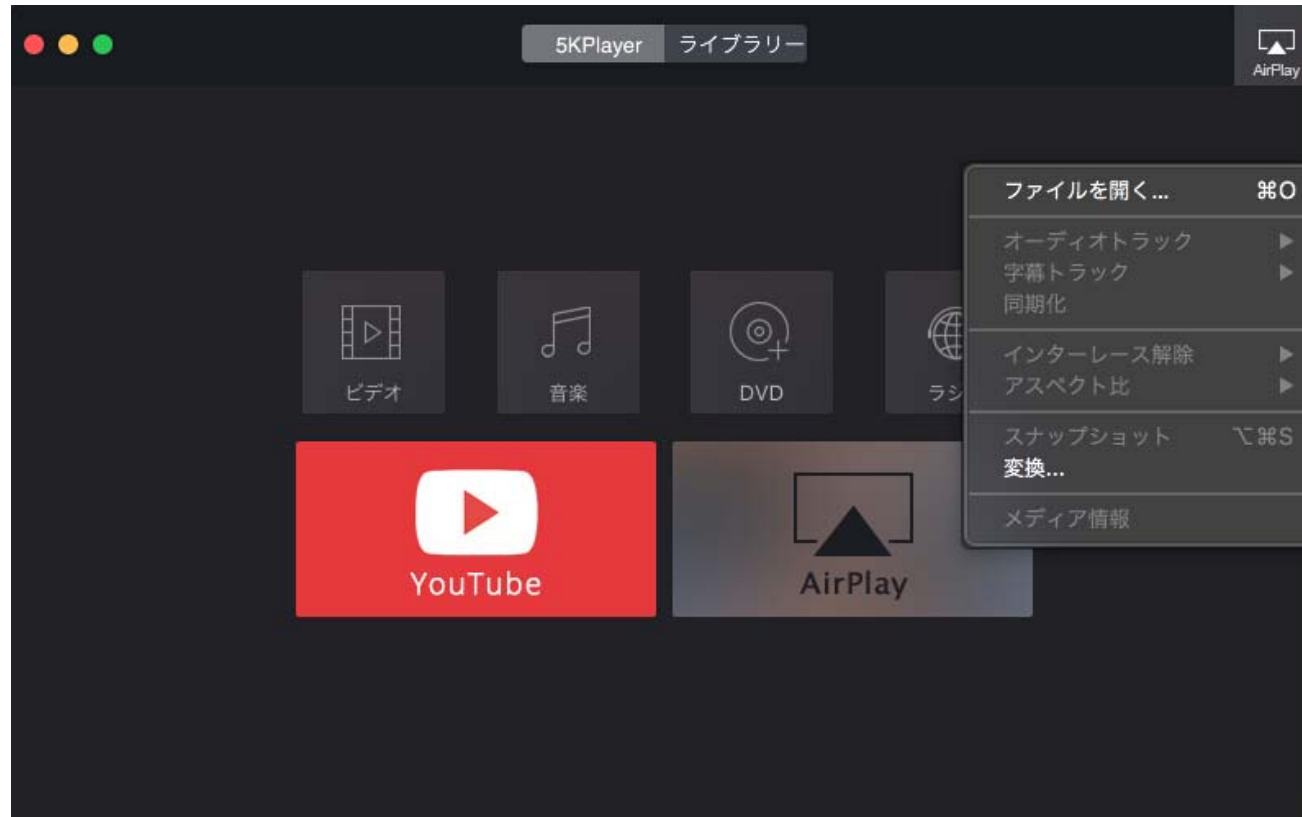 5KPlayer ライブラリー
AirPlay
ファイルを開く... ⌘O
オーディオトラック
字幕トラック
同期化
インターレース解除
アスペクト比
スナップショット ⌥⌘S
変換...
メディア情報
ビデオ
音楽
DVD
YouTube
AirPlay